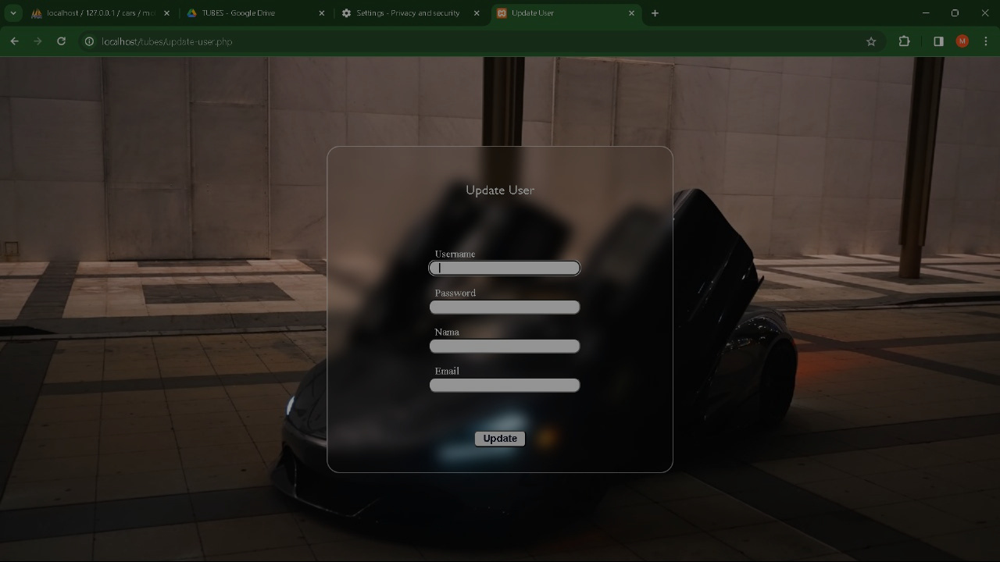 localhost / 127.0.0.1 / cars / mo
TUBES - Google Drive
Settings - Privacy and security
Update User
localhost/tubes/update-user.php
M
Update User
Username
Password
Nama
Email
Update